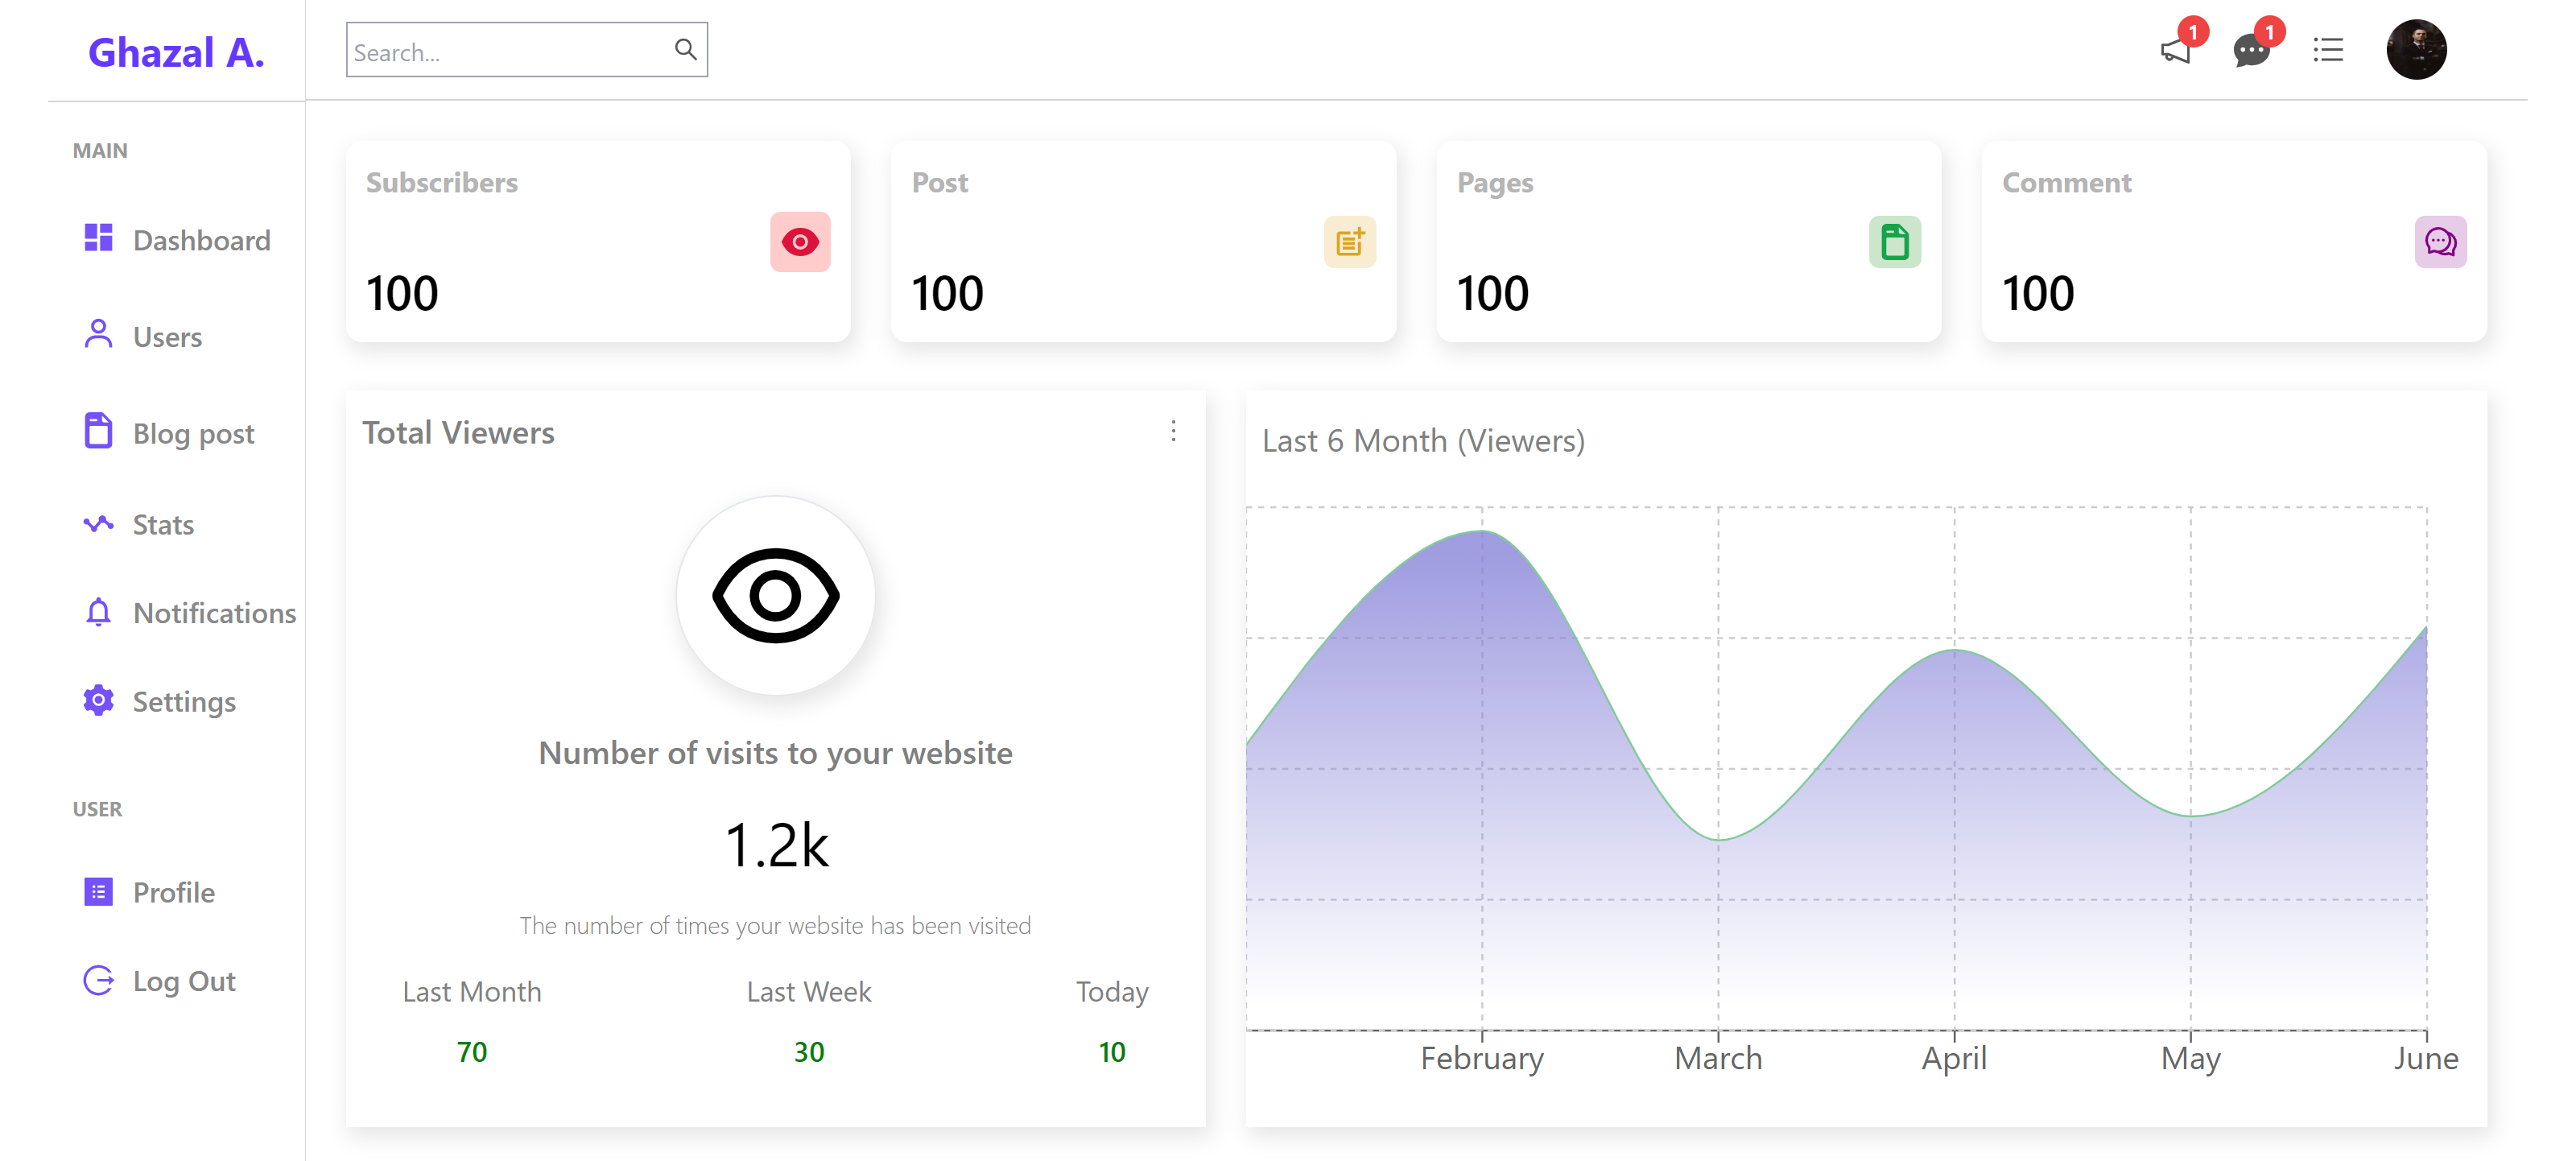 Ghazal A.
Search...
1
1
MAIN
Dashboard
Users
Blog post
Stats
Notifications
Settings
USER
Profile
Log Out
Subscribers
100
Post
100
Pages
100
Comment
100
Total Viewers
Number of visits to your website
1.2k
The number of times your website has been visited
Last Month Last Week Today
70 30 10
Last 6 Month (Viewers)
February March April May June